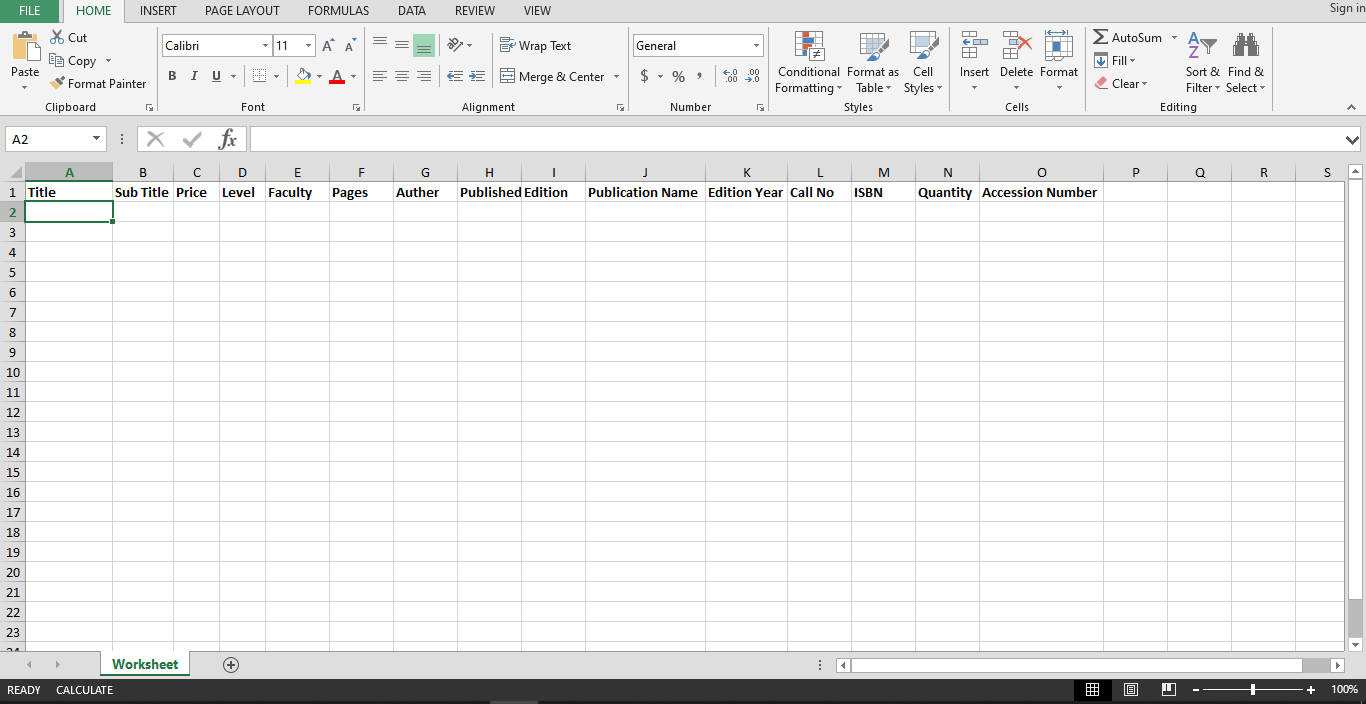 FILE HOME INSERT PAGE LAYOUT FORMULAS DATA REVIEW VIEW Sign in
Paste
Cut
Copy
Format Painter
Clipboard
Calibri 11
B I U
Font
Wrap Text
Merge & Center
Alignment
General
$ % ,
Number
Conditional Formatting
Format as Table
Cell Styles
Styles
Insert Delete Format
Cells
AutoSum
Fill
Clear
Sort & Filter
Find & Select
Editing
A2 fx
A B C D E F G H I J K L M N O P Q R S
1 Title Sub Title Price Level Faculty Pages Auther Published Edition Publication Name Edition Year Call No ISBN Quantity Accession Number
2
3
4
5
6
7
8
9
10
11
12
13
14
15
16
17
18
19
20
21
22
23
24
Worksheet
READY CALCULATE 100%